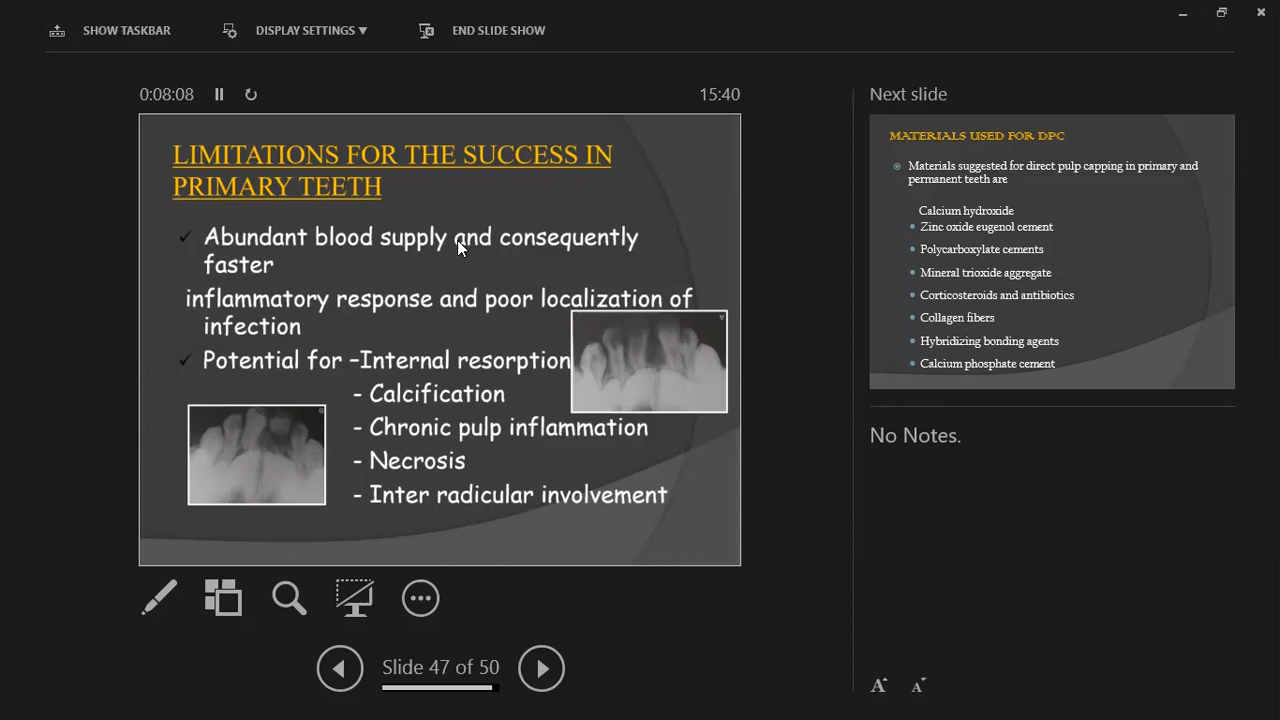 SHOW TASKBAR
DISPLAY SETTINGS ▼
END SLIDE SHOW
0:08:08
15:40
LIMITATIONS FOR THE SUCCESS IN
PRIMARY TEETH
✓ Abundant blood supply and consequently
faster
inflammatory response and poor localization of
infection
✓ Potential for –Internal resorption
- Calcification
- Chronic pulp inflammation
- Necrosis
- Inter radicular involvement
Slide 47 of 50
Next slide
MATERIALS USED FOR DPC
Materials suggested for direct pulp capping in primary and
permanent teeth are
Calcium hydroxide
• Zinc oxide eugenol cement
• Polycarboxylate cements
• Mineral trioxide aggregate
• Corticosteroids and antibiotics
• Collagen fibers
• Hybridizing bonding agents
• Calcium phosphate cement
No Notes.
A A